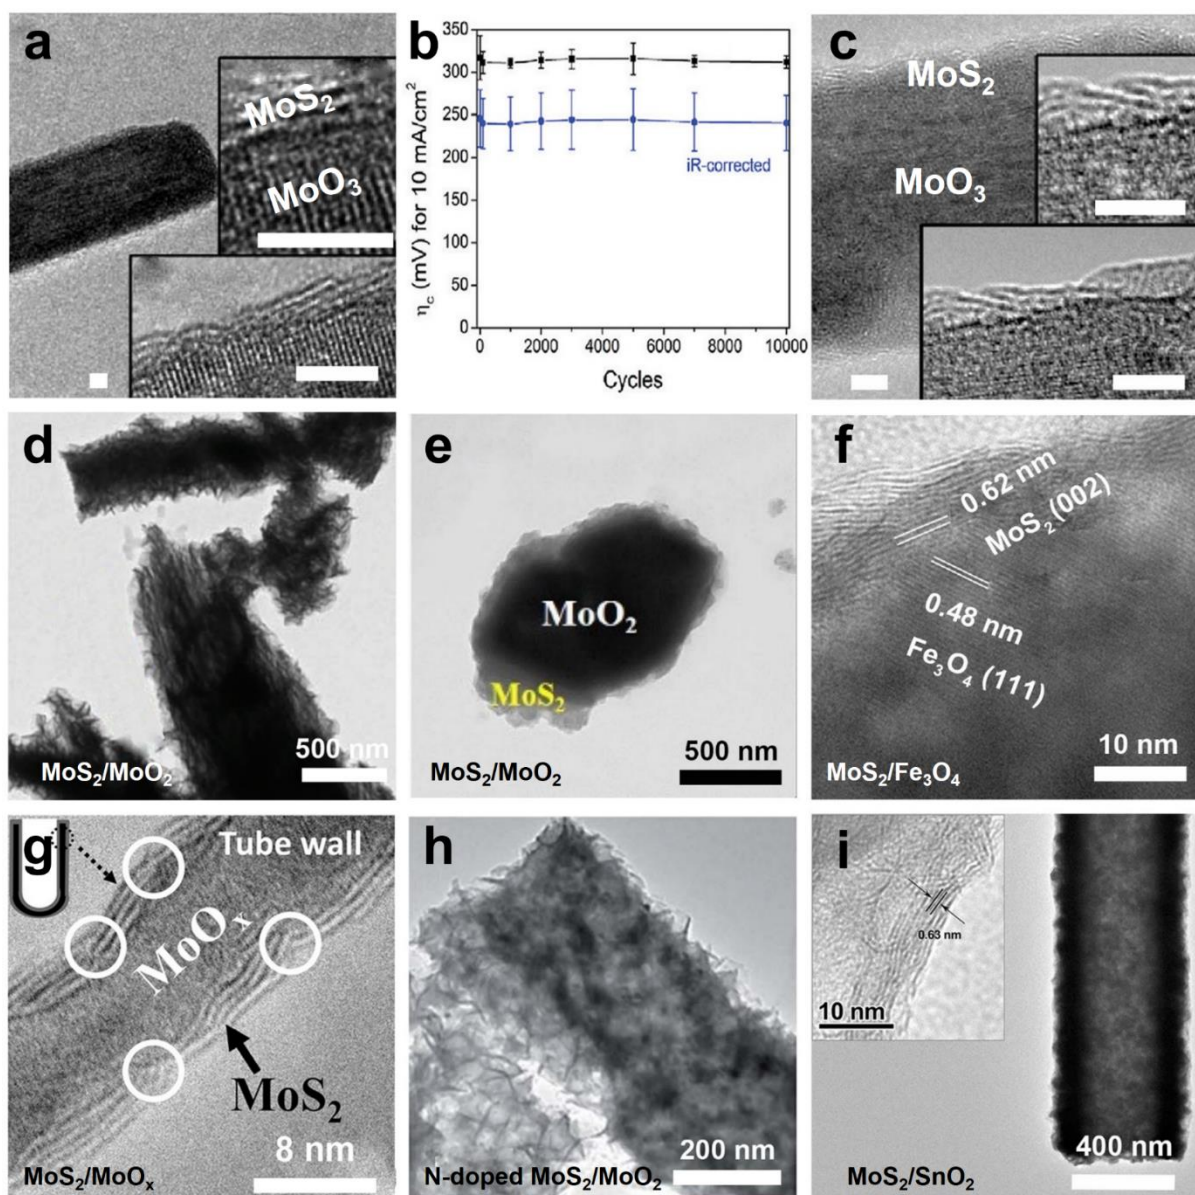 a
MoS₂
MoO₃
b
η_c (mV) for 10 mA/cm²
350
300
250
200
150
100
50
0
iR-corrected
0 2000 4000 6000 8000 10000
Cycles
c
MoS₂
MoO₃
d
500 nm
MoS₂/MoO₂
e
MoO₂
MoS₂
500 nm
MoS₂/MoO₂
f
0.62 nm
MoS₂ (002)
0.48 nm
Fe₃O₄ (111)
10 nm
MoS₂/Fe₃O₄
g
Tube wall
MoOₓ
MoS₂
8 nm
MoS₂/MoOₓ
h
200 nm
N-doped MoS₂/MoO₂
i
0.63 nm
10 nm
400 nm
MoS₂/SnO₂